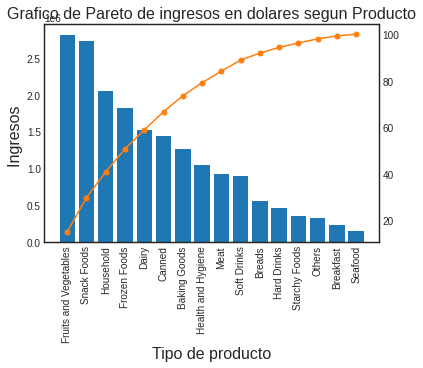 Grafico de Pareto de ingresos en dolares segun Producto
1e6
2.5
2.0
1.5
1.0
0.5
0.0
Ingresos
100
80
60
40
20
Fruits and Vegetables
Snack Foods
Household
Frozen Foods
Dairy
Canned
Baking Goods
Health and Hygiene
Meat
Soft Drinks
Breads
Hard Drinks
Starchy Foods
Others
Breakfast
Seafood
Tipo de producto